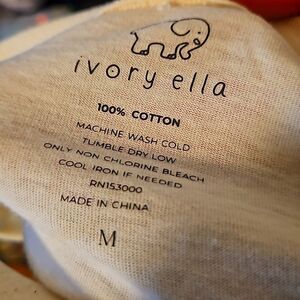 ivory ella
100% COTTON
MACHINE WASH COLD
TUMBLE DRY LOW
ONLY NON CHLORINE BLEACH
COOL IRON IF NEEDED
RN153000
MADE IN CHINA
M